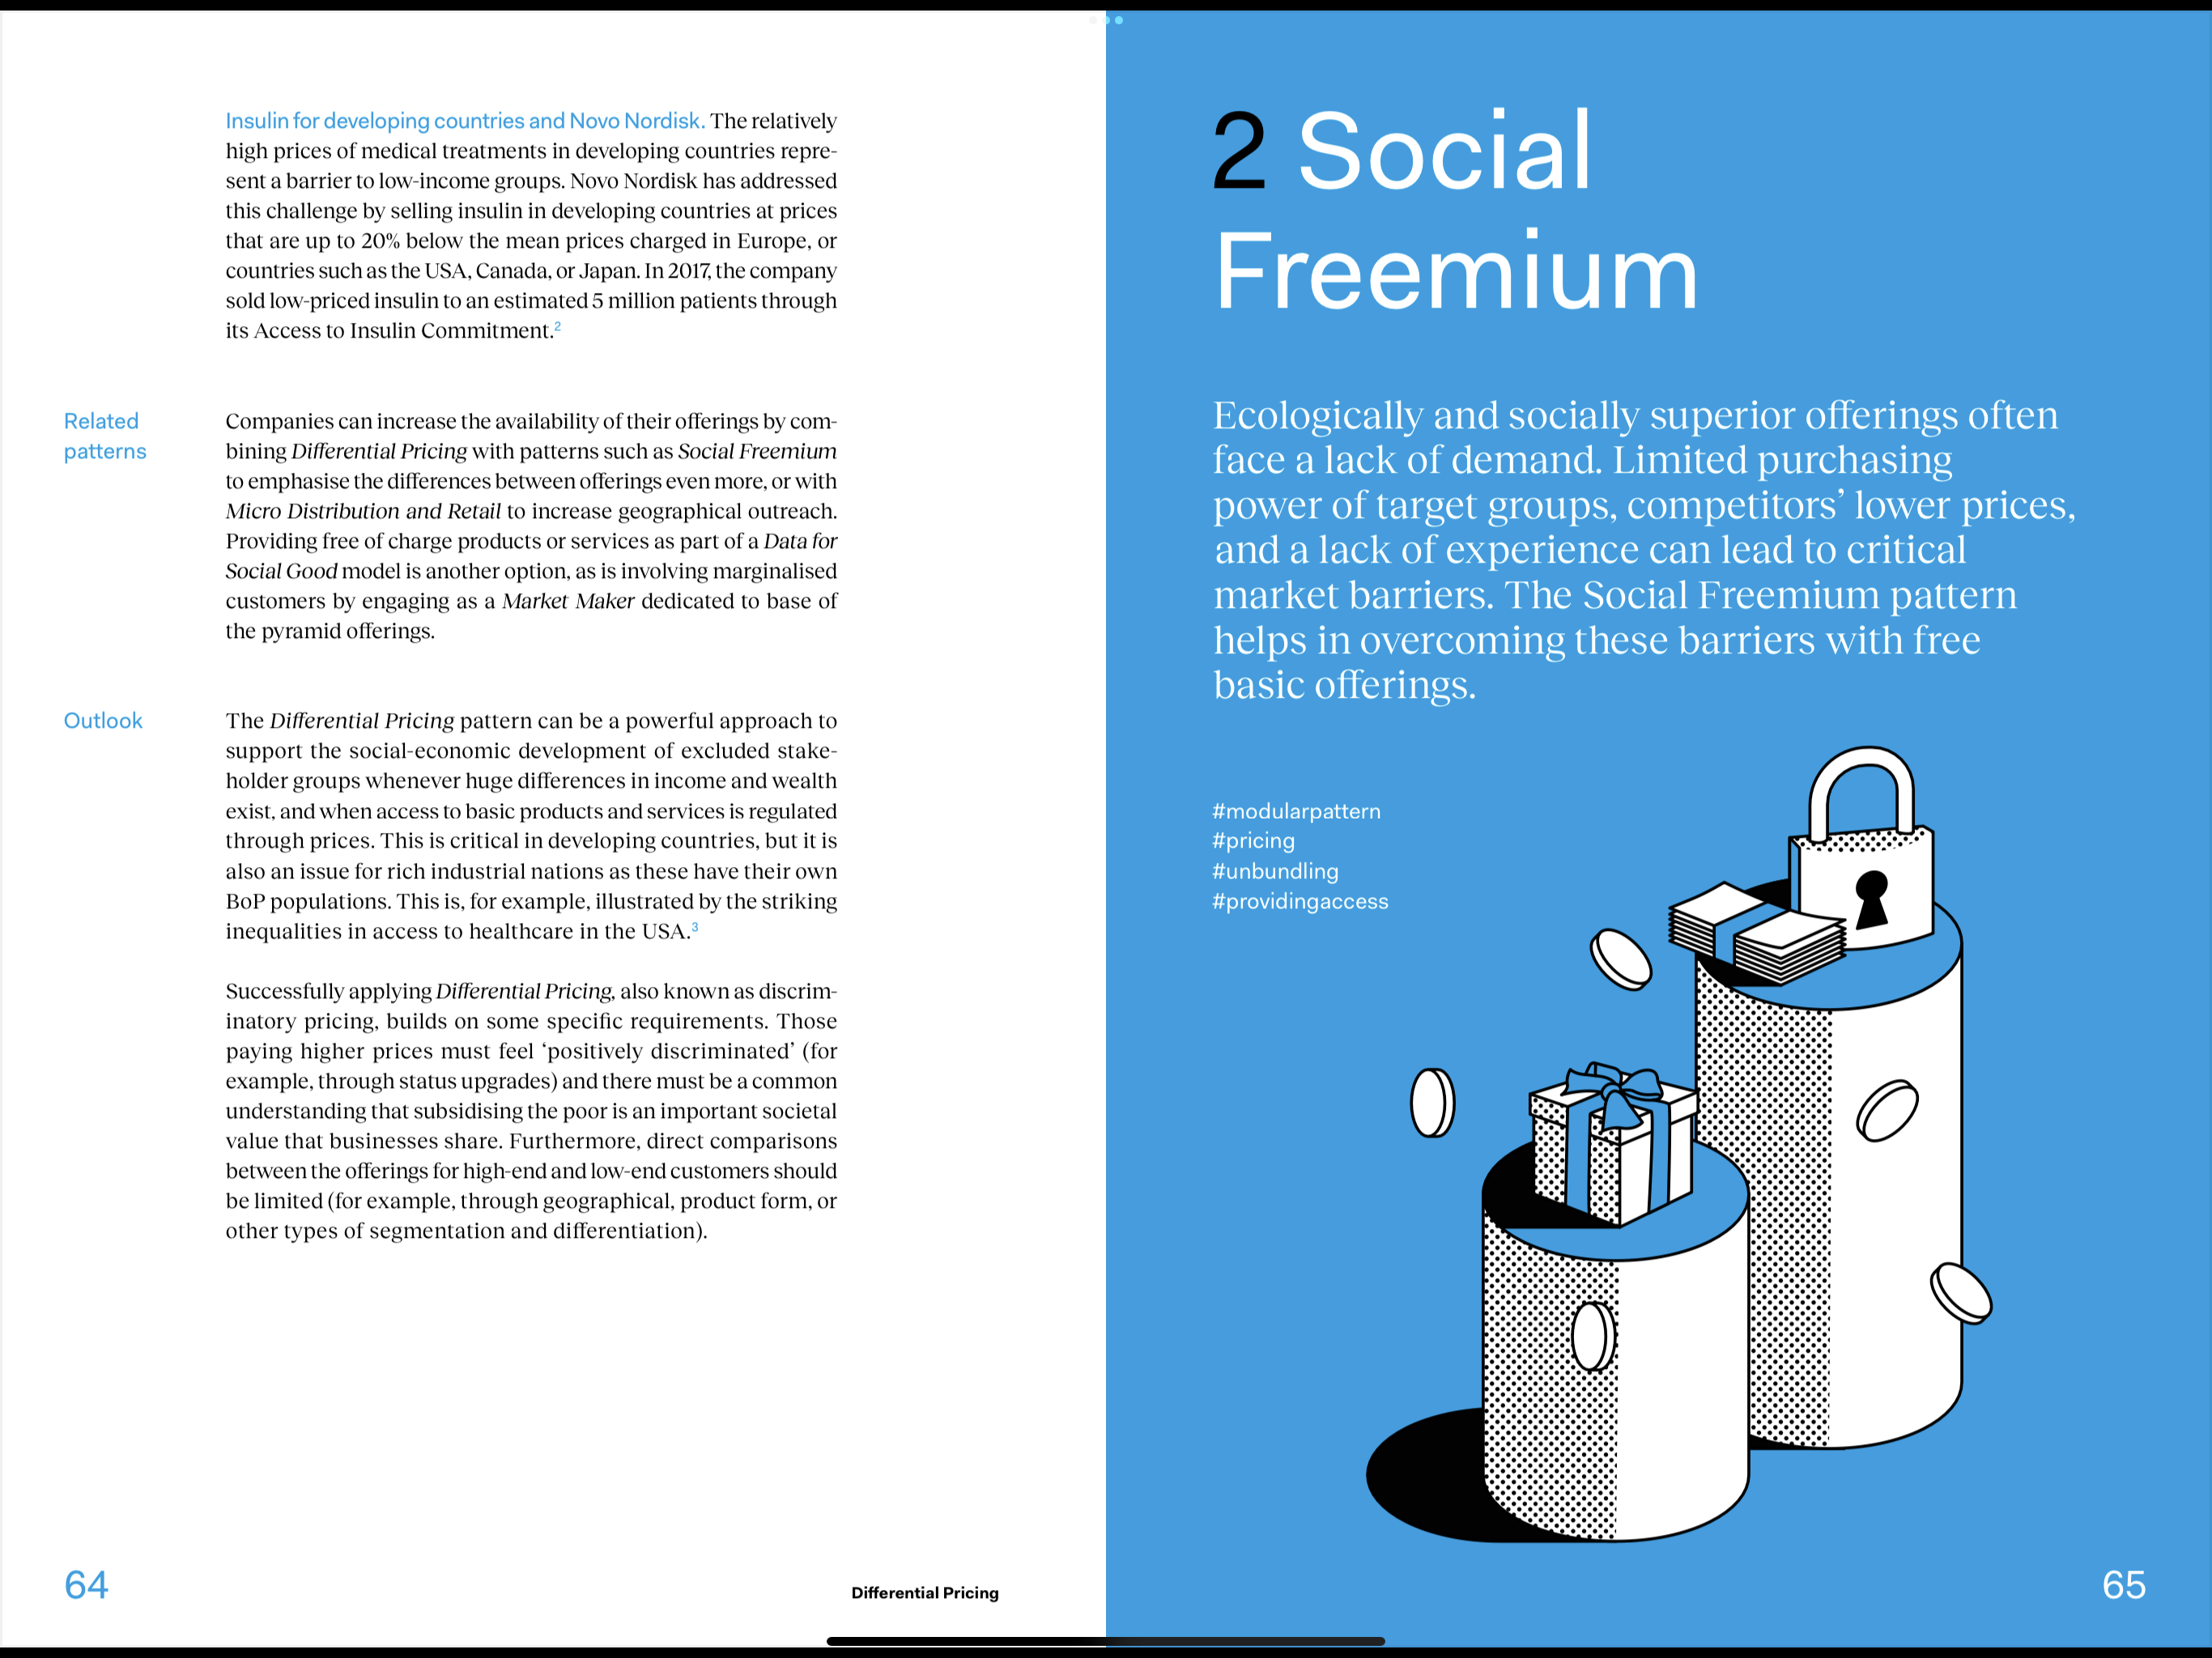 Insulin for developing countries and Novo Nordisk. The relatively
high prices of medical treatments in developing countries repre-
sent a barrier to low-income groups. Novo Nordisk has addressed
this challenge by selling insulin in developing countries at prices
that are up to 20% below the mean prices charged in Europe, or
countries such as the USA, Canada, or Japan. In 2017, the company
sold low-priced insulin to an estimated 5 million patients through
its Access to Insulin Commitment.2
Related
patterns
Companies can increase the availability of their offerings by com-
bining Differential Pricing with patterns such as Social Freemium
to emphasise the differences between offerings even more, or with
Micro Distribution and Retail to increase geographical outreach.
Providing free of charge products or services as part of a Data for
Social Good model is another option, as is involving marginalised
customers by engaging as a Market Maker dedicated to base of
the pyramid offerings.
Outlook
The Differential Pricing pattern can be a powerful approach to
support the social-economic development of excluded stake-
holder groups whenever huge differences in income and wealth
exist, and when access to basic products and services is regulated
through prices. This is critical in developing countries, but it is
also an issue for rich industrial nations as these have their own
BoP populations. This is, for example, illustrated by the striking
inequalities in access to healthcare in the USA.3
Successfully applying Differential Pricing, also known as discrim-
inatory pricing, builds on some specific requirements. Those
paying higher prices must feel ‘positively discriminated’ (for
example, through status upgrades) and there must be a common
understanding that subsidising the poor is an important societal
value that businesses share. Furthermore, direct comparisons
between the offerings for high-end and low-end customers should
be limited (for example, through geographical, product form, or
other types of segmentation and differentiation).
64
Differential Pricing
2 Social
Freemium
Ecologically and socially superior offerings often
face a lack of demand. Limited purchasing
power of target groups, competitors’ lower prices,
and a lack of experience can lead to critical
market barriers. The Social Freemium pattern
helps in overcoming these barriers with free
basic offerings.
#modularpattern
#pricing
#unbundling
#providingaccess
65